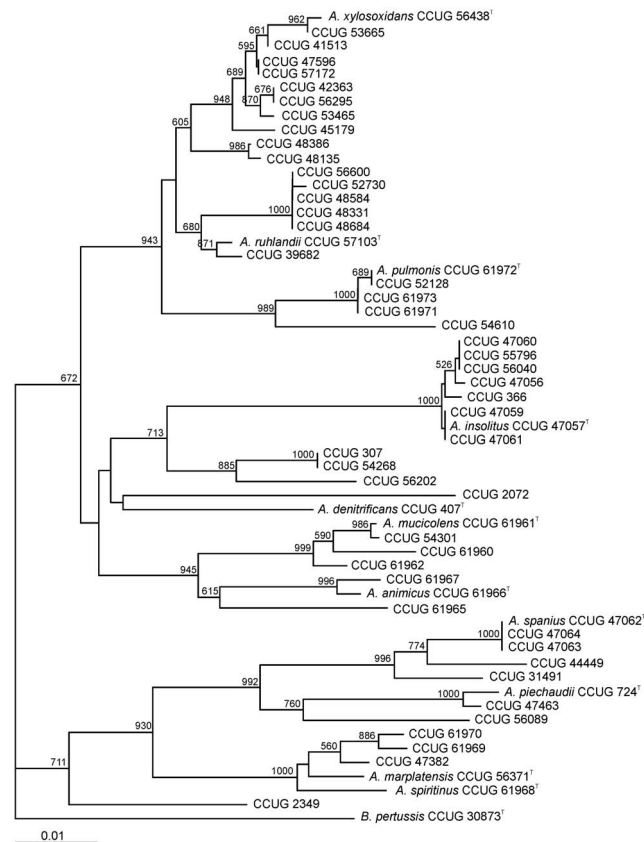 962
A. xylosoxidans CCUG 56438ᵀ
CCUG 53665
661
CCUG 41513
595
CCUG 47596
CCUG 57172
689
676
CCUG 42363
CCUG 56295
948
870
CCUG 53465
CCUG 45179
605
986
CCUG 48386
CCUG 48135
CCUG 56600
CCUG 52730
CCUG 48584
1000
CCUG 48331
CCUG 48684
680
943
871
A. ruhlandii CCUG 57103ᵀ
CCUG 39682
689
A. pulmonis CCUG 61972ᵀ
CCUG 52128
1000
CCUG 61973
CCUG 61971
989
CCUG 54610
CCUG 47060
CCUG 55796
526
CCUG 56040
CCUG 47056
672
CCUG 366
1000
CCUG 47059
A. insolitus CCUG 47057ᵀ
CCUG 47061
713
1000
CCUG 307
CCUG 54268
885
CCUG 56202
CCUG 2072
A. denitrificans CCUG 407ᵀ
986
A. mucicolens CCUG 61961ᵀ
590
CCUG 54301
999
CCUG 61960
CCUG 61962
945
996
CCUG 61967
A. animicus CCUG 61966ᵀ
615
CCUG 61965
A. spanius CCUG 47062ᵀ
1000
CCUG 47064
CCUG 47063
774
CCUG 44449
996
CCUG 31491
992
1000
A. piechaudii CCUG 724ᵀ
760
CCUG 47463
CCUG 56089
930
886
CCUG 61970
CCUG 61969
560
CCUG 47382
1000
A. marplatensis CCUG 56371ᵀ
A. spiritinus CCUG 61968ᵀ
711
CCUG 2349
B. pertussis CCUG 30873ᵀ
0.01